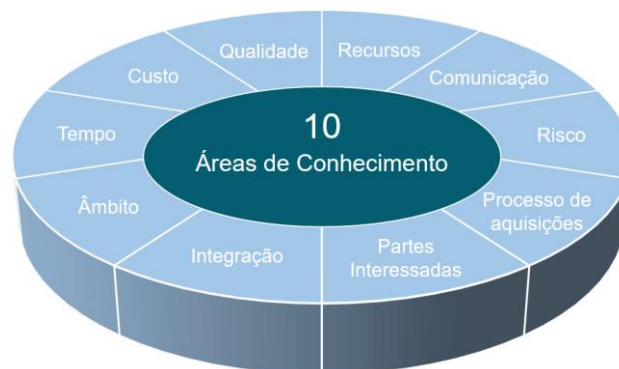 Qualidade
Recursos
Custo
Comunicação
Tempo
10
Áreas de Conhecimento
Risco
Âmbito
Processo de
aquisições
Integração
Partes
Interessadas